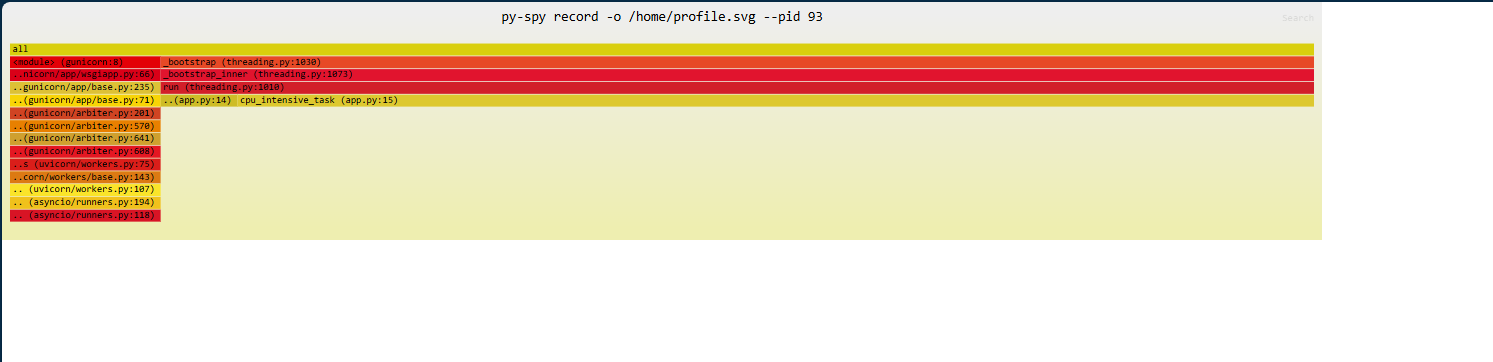 py-spy record -o /home/profile.svg --pid 93
Search
all
<module> (gunicorn:8) _bootstrap (threading.py:1030)
..nicorn/app/wsgiapp.py:66) _bootstrap_inner (threading.py:1073)
..gunicorn/app/base.py:235) run (threading.py:1010)
..(gunicorn/app/base.py:71) ..(app.py:14) cpu_intensive_task (app.py:15)
..(gunicorn/arbiter.py:201)
..(gunicorn/arbiter.py:570)
..(gunicorn/arbiter.py:641)
..(gunicorn/arbiter.py:608)
..s (uvicorn/workers.py:75)
..corn/workers/base.py:143)
.. (uvicorn/workers.py:107)
.. (asyncio/runners.py:194)
.. (asyncio/runners.py:118)